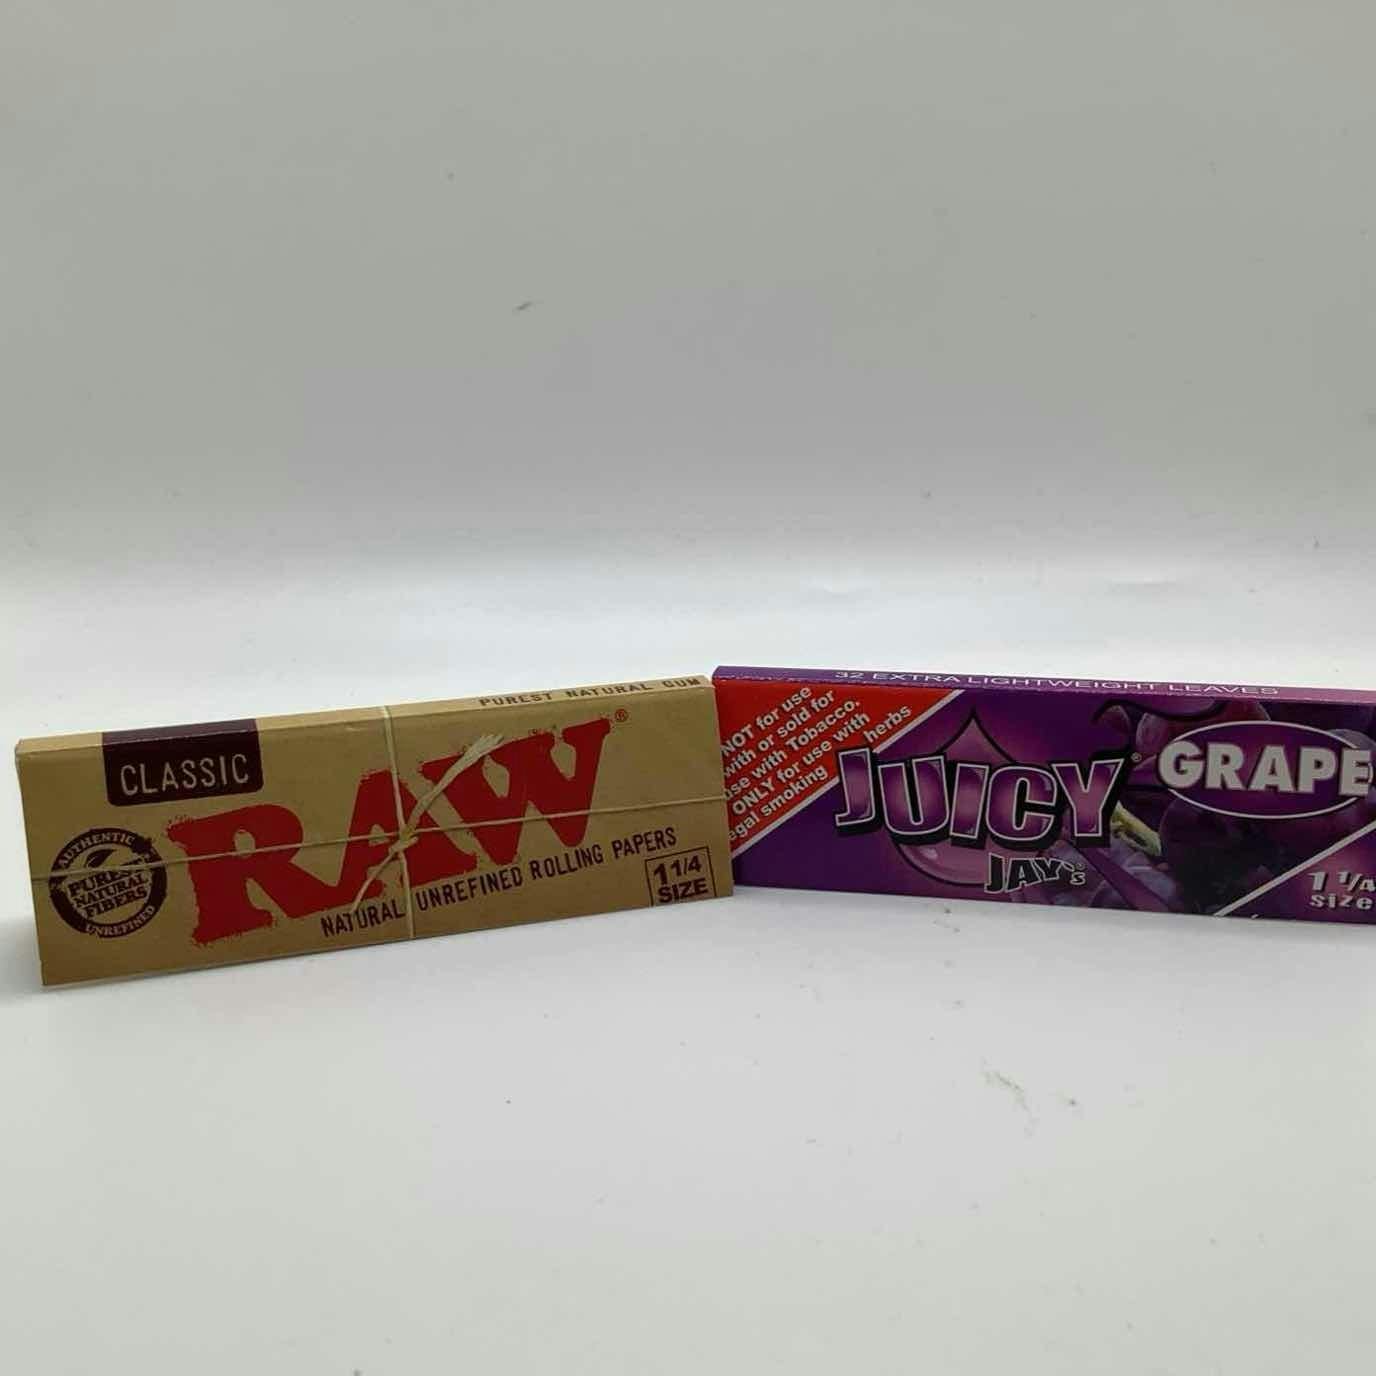 PUREST NATURAL GUM
CLASSIC
RAW®
AUTHENTIC
PUREST
NATURAL
FIBERS
UNREFINED
NATURAL UNREFINED ROLLING PAPERS
1 1/4
SIZE
32 EXTRA LIGHTWEIGHT LEAVES
NOT for use
with or sold for
use with Tobacco.
ONLY for use with
legal smoking herbs
JUICY®
JAY'S®
GRAPE
1 1/4
size